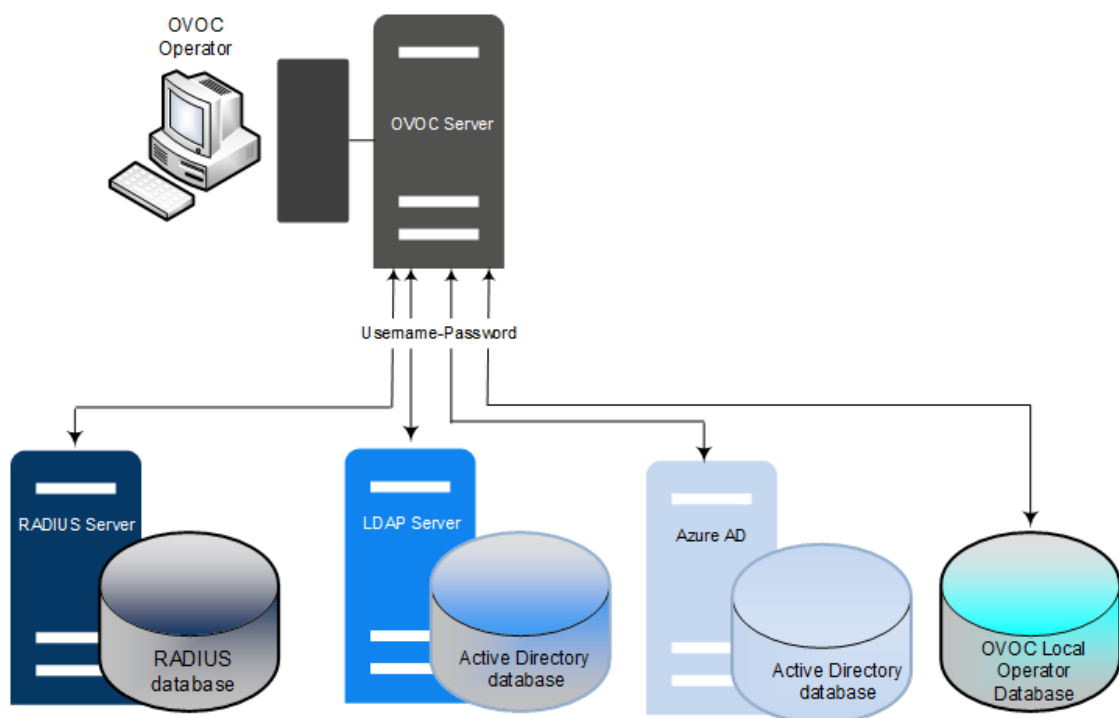 OVOC
Operator
OVOC Server
Username-Password
RADIUS Server
LDAP Server
Azure AD
RADIUS
database
Active Directory
database
Active Directory
database
OVOC Local
Operator
Database